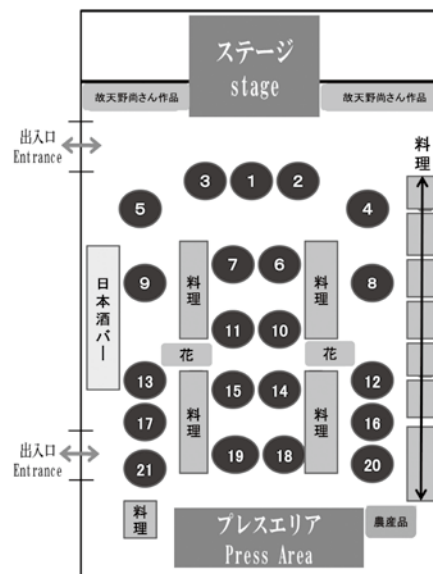 ステージ
stage
故天野尚さん作品
故天野尚さん作品
出入口
Entrance
料理
3
1
2
5
4
日本酒バー
9
料理
7
6
料理
8
11
10
花
花
13
12
料理
15
14
料理
17
16
出入口
Entrance
21
19
18
20
料理
プレスエリア
Press Area
農産品